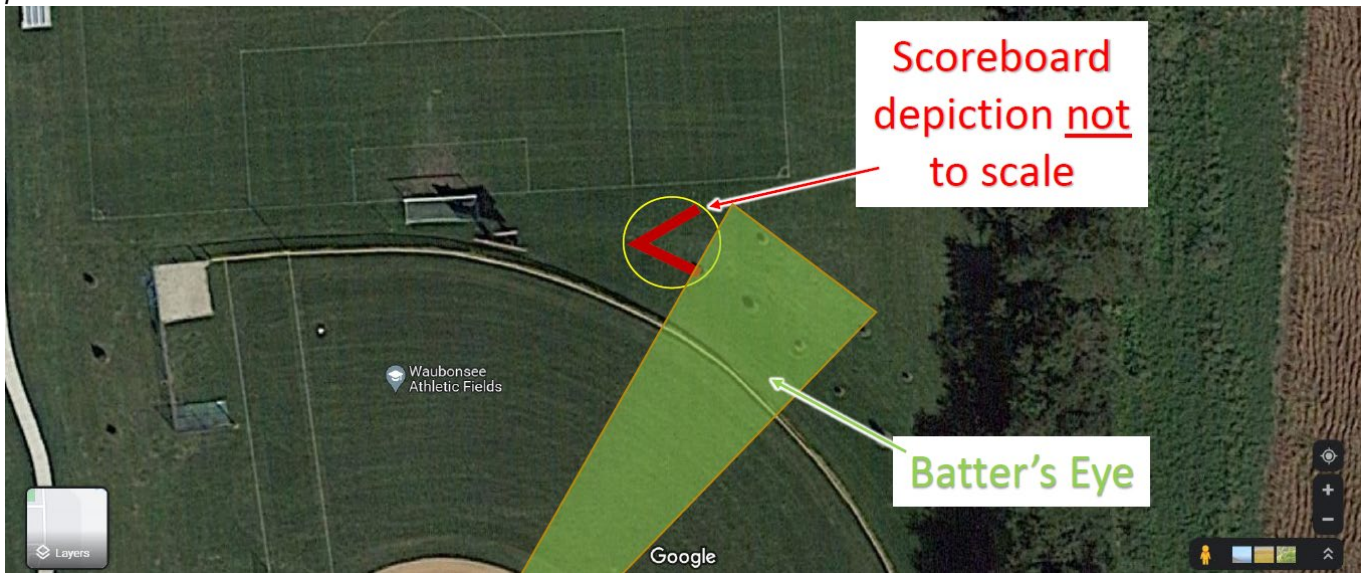 Scoreboard
depiction not
to scale
Waubonsee
Athletic Fields
Batter's Eye
Layers
Google